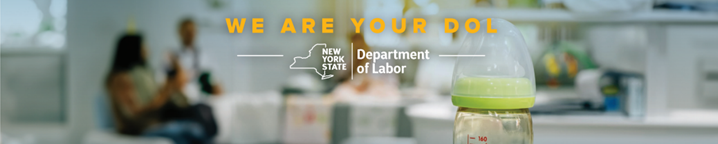 WE ARE YOUR DOL
NEW
YORK
STATE
Department
of Labor
160